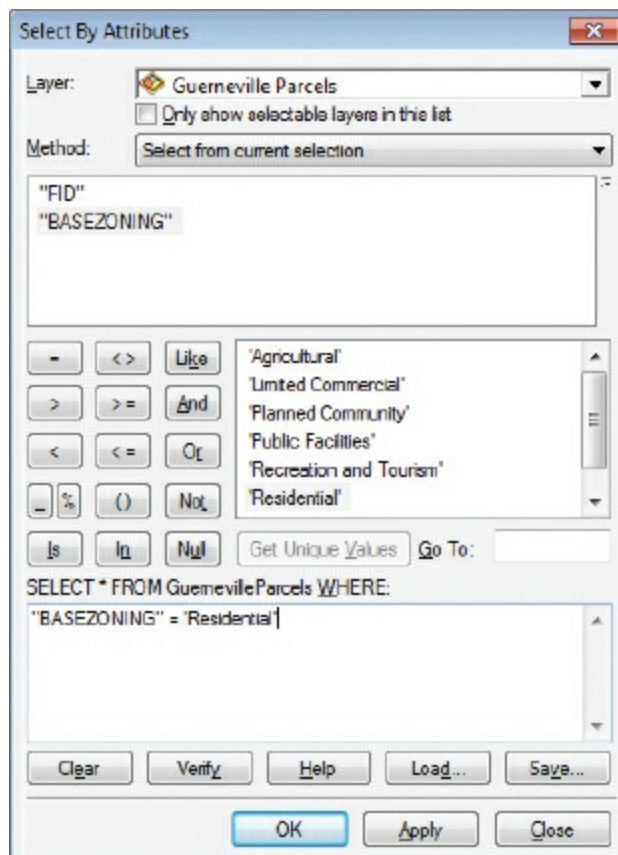 Select By Attributes
Layer: Guerneville Parcels
Only show selectable layers in this list
Method: Select from current selection
"FID"
"BASEZONING"
= <> Like
> >= And
< <= Or
_ % () Not
Is In Null
'Agricultural'
'Limited Commercial'
'Planned Community'
'Public Facilities'
'Recreation and Tourism'
'Residential'
Get Unique Values Go To:
SELECT * FROM GuernevilleParcels WHERE:
"BASEZONING" = 'Residential'
Clear Verify Help Load... Save...
OK Apply Close